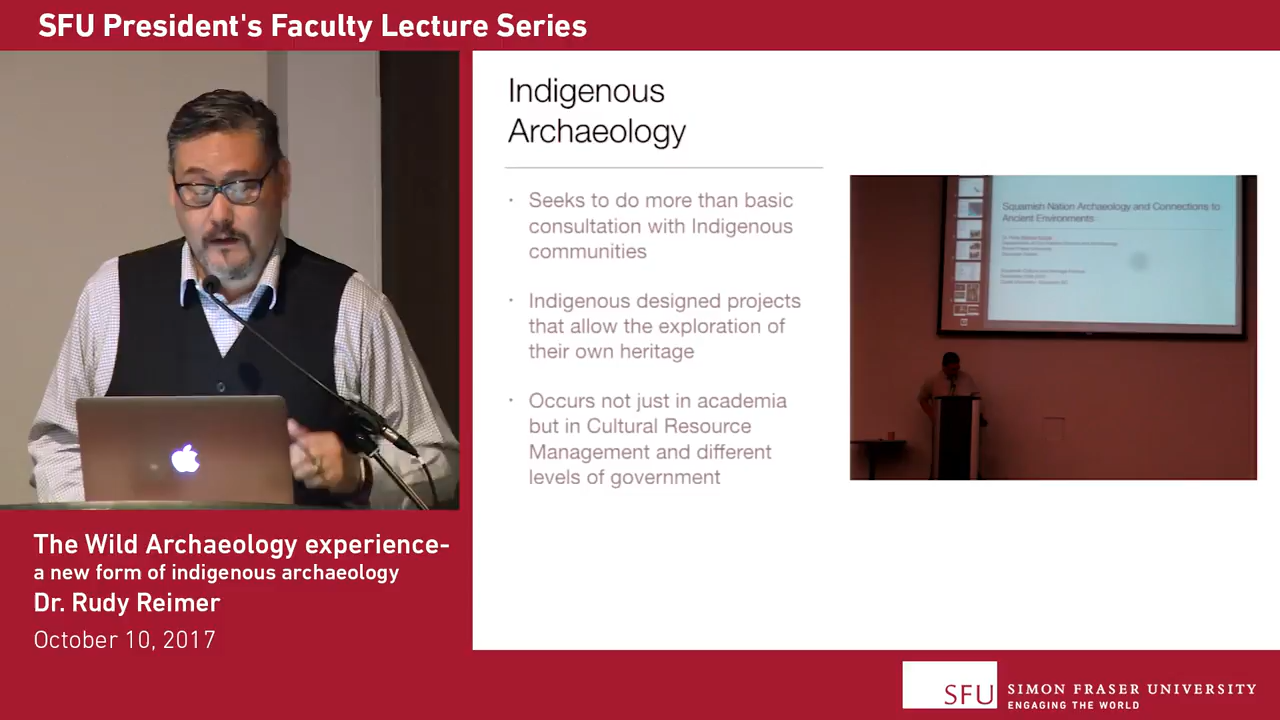 SFU President's Faculty Lecture Series
Indigenous
Archaeology
· Seeks to do more than basic
consultation with Indigenous
communities
· Indigenous designed projects
that allow the exploration of
their own heritage
· Occurs not just in academia
but in Cultural Resource
Management and different
levels of government
Squamish Nation Archaeology and Connections to
Ancient Environments
The Wild Archaeology experience-
a new form of indigenous archaeology
Dr. Rudy Reimer
October 10, 2017
SFU SIMON FRASER UNIVERSITY
ENGAGING THE WORLD